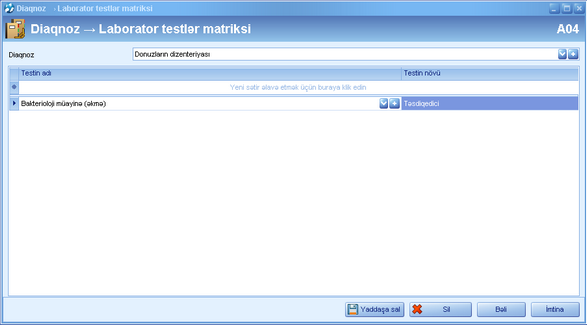 Diaqnoz → Laborator testlər matriksi
Diaqnoz → Laborator testlər matriksi A04
Diaqnoz Donuzların dizenteriyası
Testin adı Testin növü
Yeni sətir əlavə etmək üçün buraya klik edin
Bakterioloji müayinə (əkmə) Təsdiqedici
Yaddaşa sal Sil Bəli İmtina